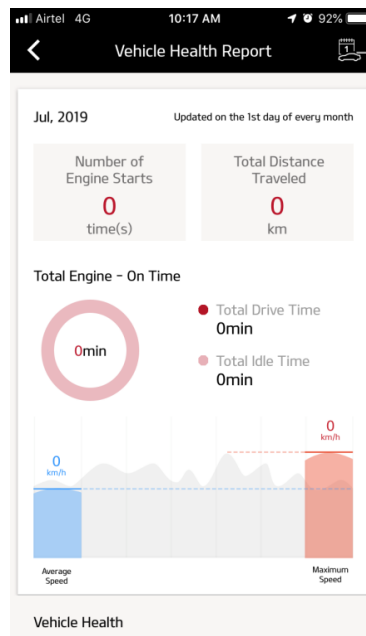 Airtel 4G 10:17 AM 92%
Vehicle Health Report
1
Jul, 2019 Updated on the 1st day of every month
Number of
Engine Starts
0
time(s)
Total Distance
Traveled
0
km
Total Engine - On Time
0min
Total Drive Time
0min
Total Idle Time
0min
0
km/h
0
km/h
Average
Speed
Maximum
Speed
Vehicle Health